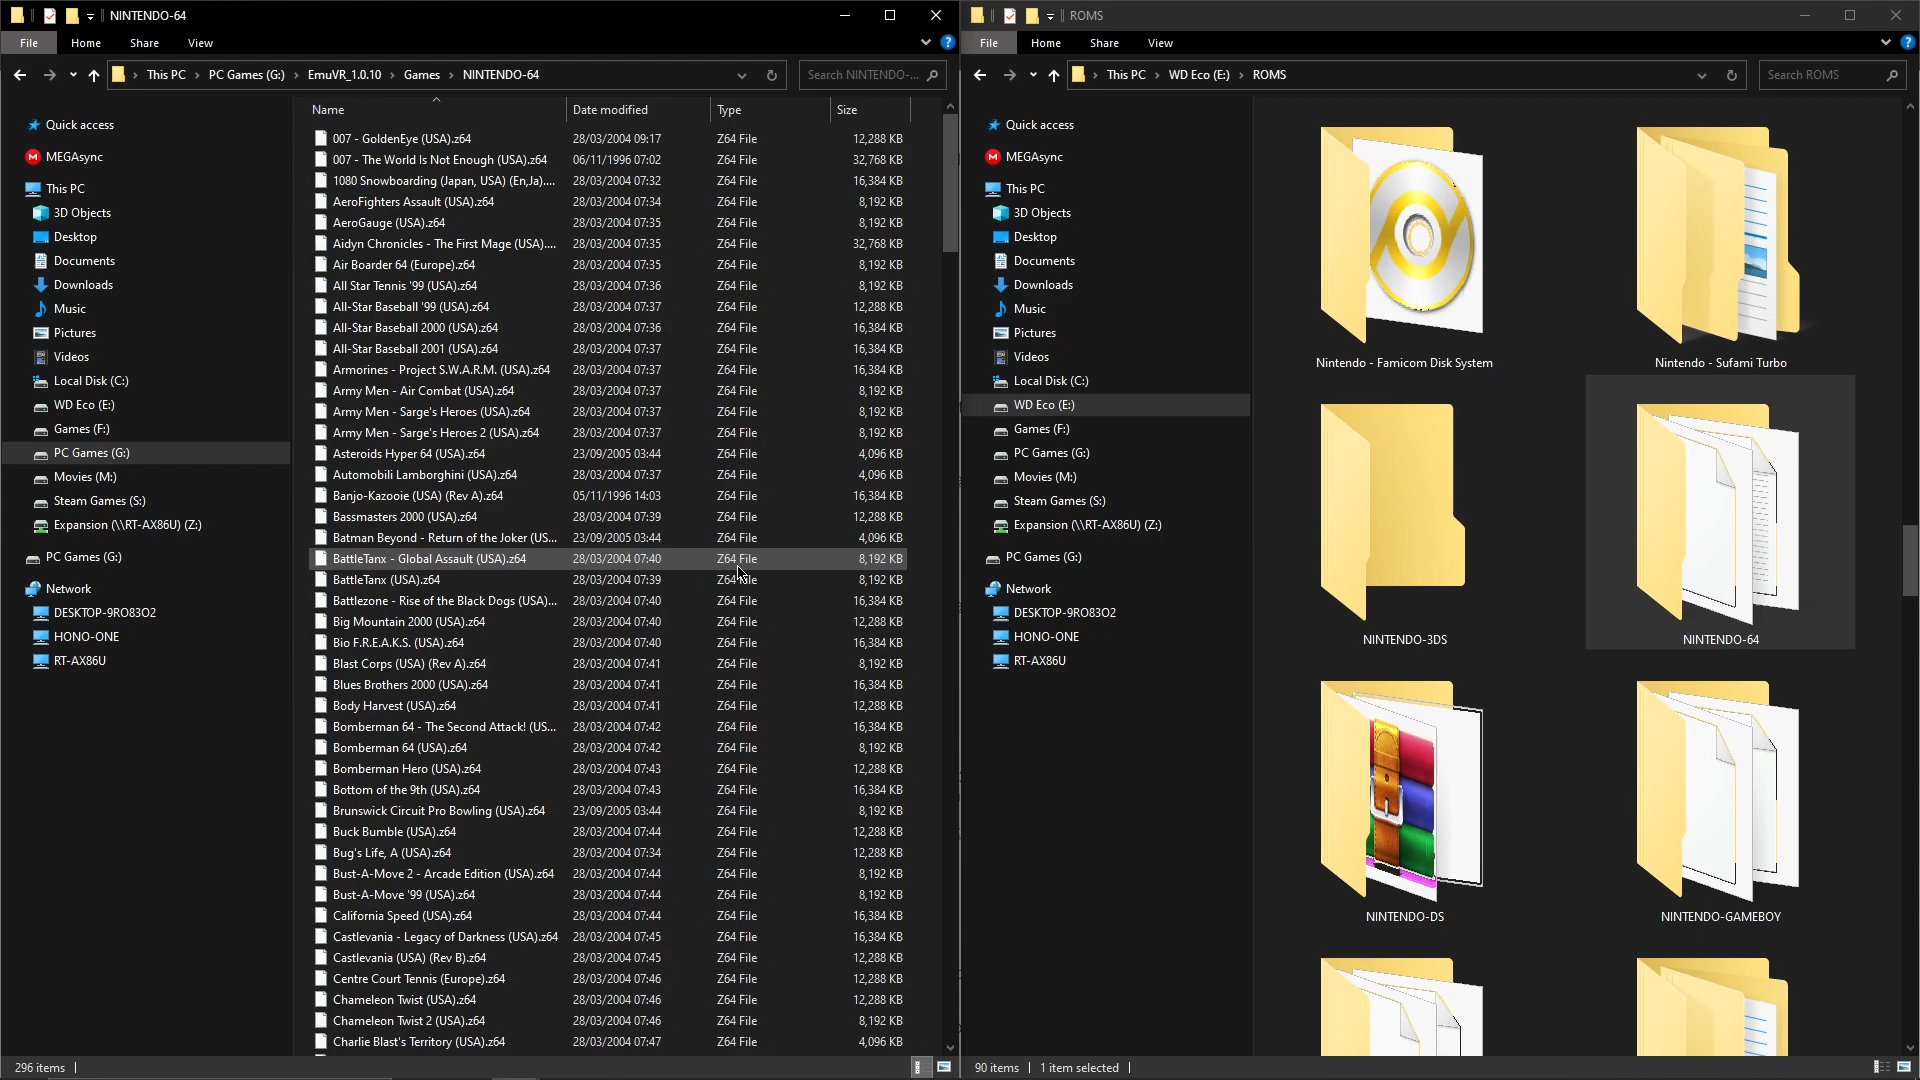 NINTENDO-64
File Home Share View
This PC PC Games (G:) EmuVR_1.0.10 Games NINTENDO-64
Search NINTENDO-...
Quick access
MEGAsync
This PC
3D Objects
Desktop
Documents
Downloads
Music
Pictures
Videos
Local Disk (C:)
WD Eco (E:)
Games (F:)
PC Games (G:)
Movies (M:)
Steam Games (S:)
Expansion (\\RT-AX86U) (Z:)
PC Games (G:)
Network
DESKTOP-9RO83O2
HONO-ONE
RT-AX86U
Name Date modified Type Size
007 - GoldenEye (USA).z64 28/03/2004 09:17 Z64 File 12,288 KB
007 - The World Is Not Enough (USA).z64 06/11/1996 07:02 Z64 File 32,768 KB
1080 Snowboarding (Japan, USA) (En,Ja).... 28/03/2004 07:32 Z64 File 16,384 KB
AeroFighters Assault (USA).z64 28/03/2004 07:34 Z64 File 8,192 KB
AeroGauge (USA).z64 28/03/2004 07:35 Z64 File 8,192 KB
Aidyn Chronicles - The First Mage (USA).... 28/03/2004 07:35 Z64 File 32,768 KB
Air Boarder 64 (Europe).z64 28/03/2004 07:35 Z64 File 8,192 KB
All Star Tennis '99 (USA).z64 28/03/2004 07:36 Z64 File 8,192 KB
All-Star Baseball '99 (USA).z64 28/03/2004 07:37 Z64 File 12,288 KB
All-Star Baseball 2000 (USA).z64 28/03/2004 07:36 Z64 File 16,384 KB
All-Star Baseball 2001 (USA).z64 28/03/2004 07:37 Z64 File 16,384 KB
Armorines - Project S.W.A.R.M. (USA).z64 28/03/2004 07:37 Z64 File 16,384 KB
Army Men - Air Combat (USA).z64 28/03/2004 07:37 Z64 File 8,192 KB
Army Men - Sarge's Heroes (USA).z64 28/03/2004 07:37 Z64 File 8,192 KB
Army Men - Sarge's Heroes 2 (USA).z64 28/03/2004 07:37 Z64 File 8,192 KB
Asteroids Hyper 64 (USA).z64 23/09/2005 03:44 Z64 File 4,096 KB
Automobili Lamborghini (USA).z64 28/03/2004 07:37 Z64 File 4,096 KB
Banjo-Kazooie (USA) (Rev A).z64 05/11/1996 14:03 Z64 File 16,384 KB
Bassmasters 2000 (USA).z64 28/03/2004 07:39 Z64 File 12,288 KB
Batman Beyond - Return of the Joker (US... 23/09/2005 03:44 Z64 File 4,096 KB
BattleTanx - Global Assault (USA).z64 28/03/2004 07:40 Z64 File 8,192 KB
BattleTanx (USA).z64 28/03/2004 07:39 Z64 File 8,192 KB
Battlezone - Rise of the Black Dogs (USA)... 28/03/2004 07:40 Z64 File 16,384 KB
Big Mountain 2000 (USA).z64 28/03/2004 07:40 Z64 File 12,288 KB
Bio F.R.E.A.K.S. (USA).z64 28/03/2004 07:40 Z64 File 16,384 KB
Blast Corps (USA) (Rev A).z64 28/03/2004 07:41 Z64 File 8,192 KB
Blues Brothers 2000 (USA).z64 28/03/2004 07:41 Z64 File 16,384 KB
Body Harvest (USA).z64 28/03/2004 07:41 Z64 File 12,288 KB
Bomberman 64 - The Second Attack! (US... 28/03/2004 07:42 Z64 File 16,384 KB
Bomberman 64 (USA).z64 28/03/2004 07:42 Z64 File 8,192 KB
Bomberman Hero (USA).z64 28/03/2004 07:43 Z64 File 12,288 KB
Bottom of the 9th (USA).z64 28/03/2004 07:43 Z64 File 16,384 KB
Brunswick Circuit Pro Bowling (USA).z64 23/09/2005 03:44 Z64 File 8,192 KB
Buck Bumble (USA).z64 28/03/2004 07:44 Z64 File 12,288 KB
Bug's Life, A (USA).z64 28/03/2004 07:34 Z64 File 12,288 KB
Bust-A-Move 2 - Arcade Edition (USA).z64 28/03/2004 07:44 Z64 File 8,192 KB
Bust-A-Move '99 (USA).z64 28/03/2004 07:44 Z64 File 8,192 KB
California Speed (USA).z64 28/03/2004 07:44 Z64 File 16,384 KB
Castlevania - Legacy of Darkness (USA).z64 28/03/2004 07:45 Z64 File 16,384 KB
Castlevania (USA) (Rev B).z64 28/03/2004 07:45 Z64 File 12,288 KB
Centre Court Tennis (Europe).z64 28/03/2004 07:46 Z64 File 12,288 KB
Chameleon Twist (USA).z64 28/03/2004 07:46 Z64 File 12,288 KB
Chameleon Twist 2 (USA).z64 28/03/2004 07:46 Z64 File 8,192 KB
Charlie Blast's Territory (USA).z64 28/03/2004 07:47 Z64 File 4,096 KB
296 items
ROMS
File Home Share View
This PC WD Eco (E:) ROMS
Search ROMS
Quick access
MEGAsync
This PC
3D Objects
Desktop
Documents
Downloads
Music
Pictures
Videos
Local Disk (C:)
WD Eco (E:)
Games (F:)
PC Games (G:)
Movies (M:)
Steam Games (S:)
Expansion (\\RT-AX86U) (Z:)
PC Games (G:)
Network
DESKTOP-9RO83O2
HONO-ONE
RT-AX86U
Nintendo - Famicom Disk System
Nintendo - Sufami Turbo
NINTENDO-3DS
NINTENDO-64
NINTENDO-DS
NINTENDO-GAMEBOY
90 items 1 item selected